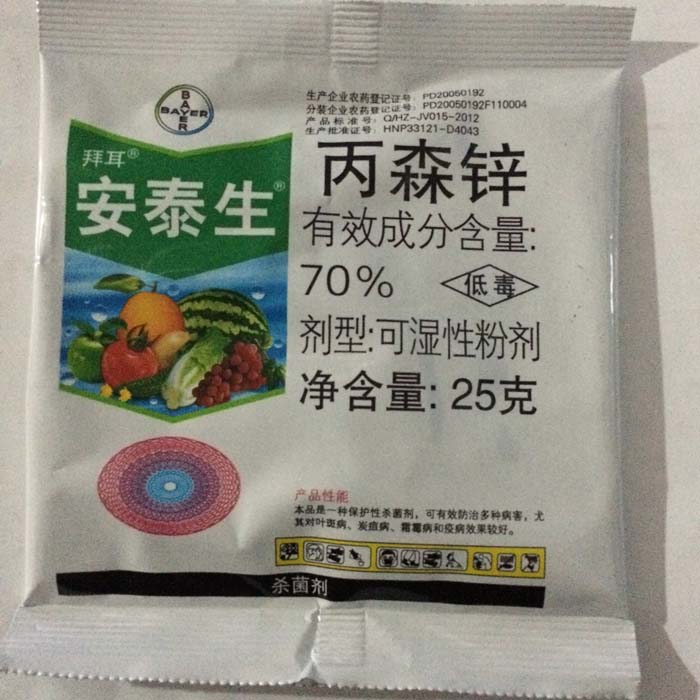 BAYER
BAYER
拜耳®
安泰生®
生产企业农药登记证号: PD20050192
分装企业农药登记证号: PD20050192F110004
产品标准号: Q/HZ-JV015-2012
生产批准证号: HNP33121-D4043
丙森锌
有效成分含量:
70% 低毒
剂型:可湿性粉剂
净含量: 25克
产品性能
本品是一种保护性杀菌剂，可有效防治多种病害，尤
其对叶斑病、炭疽病、霜霉病和疫病效果较好。
杀菌剂